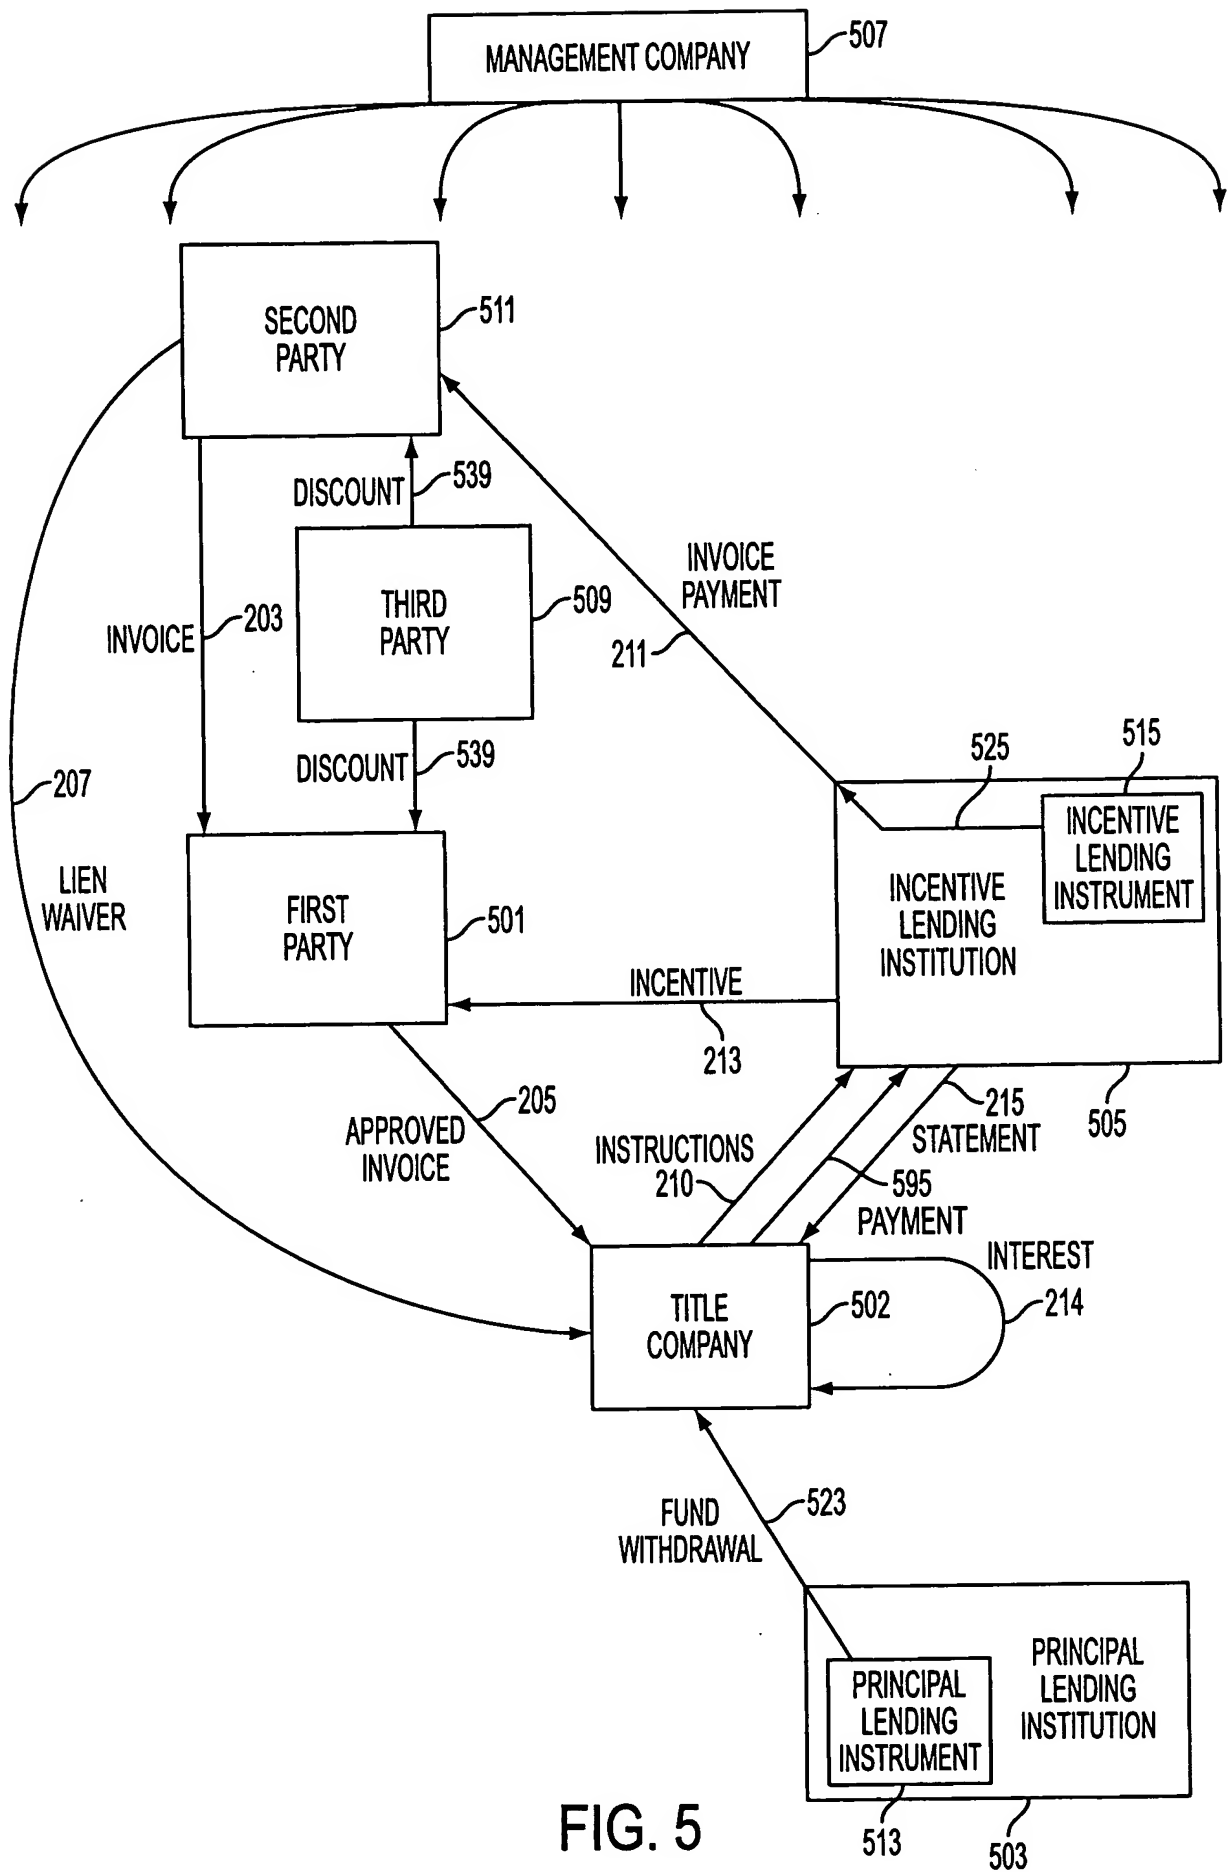 MANAGEMENT COMPANY
507
SECOND
PARTY
511
DISCOUNT
539
INVOICE
203
THIRD
PARTY
509
INVOICE
PAYMENT
211
DISCOUNT
539
207
LIEN
WAIVER
525
515
INCENTIVE
LENDING
INSTRUMENT
INCENTIVE
LENDING
INSTITUTION
FIRST
PARTY
501
INCENTIVE
213
505
205
APPROVED
INVOICE
INSTRUCTIONS
210
215
STATEMENT
595
PAYMENT
INTEREST
214
TITLE
COMPANY
502
523
FUND
WITHDRAWAL
PRINCIPAL
LENDING
INSTITUTION
PRINCIPAL
LENDING
INSTRUMENT
513
503
FIG. 5